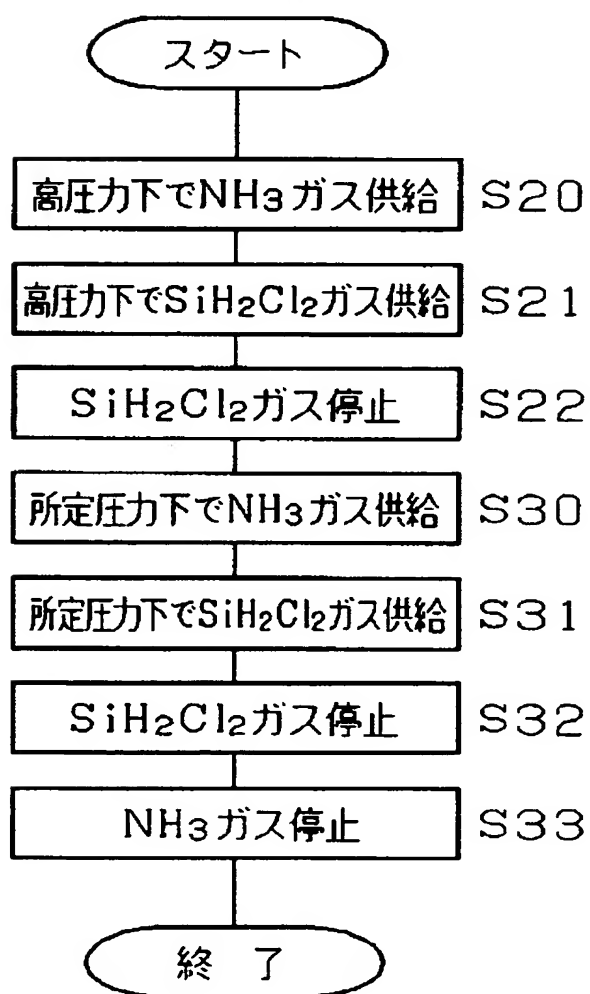 スタート
高圧力下でNH₃ガス供給 S20
高圧力下でSiH₂Cl₂ガス供給 S21
SiH₂Cl₂ガス停止 S22
所定圧力下でNH₃ガス供給 S30
所定圧力下でSiH₂Cl₂ガス供給 S31
SiH₂Cl₂ガス停止 S32
NH₃ガス停止 S33
終 了